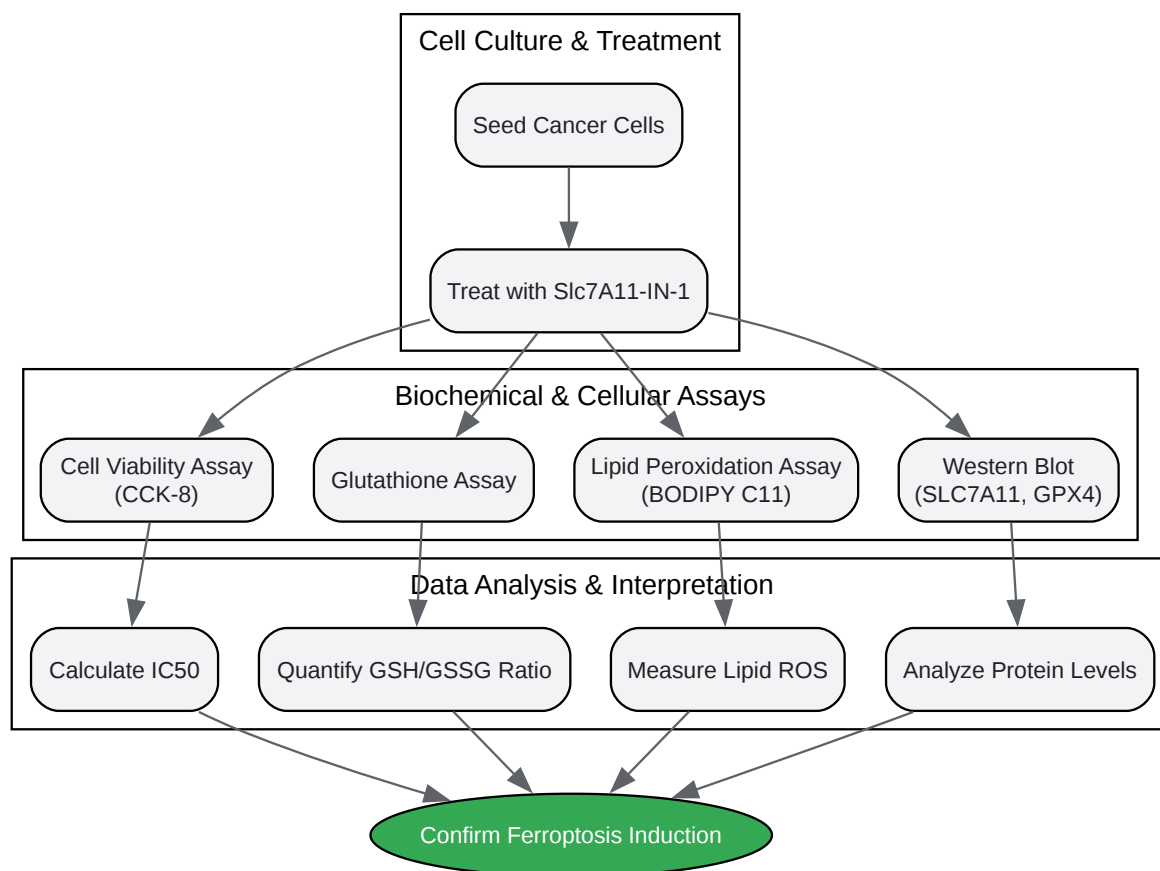 Cell Culture & Treatment
Seed Cancer Cells
Treat with Slc7A11-IN-1
Biochemical & Cellular Assays
Cell Viability Assay
(CCK-8)
Glutathione Assay
Lipid Peroxidation Assay
(BODIPY C11)
Western Blot
(SLC7A11, GPX4)
Data Analysis & Interpretation
Calculate IC50
Quantify GSH/GSSG Ratio
Measure Lipid ROS
Analyze Protein Levels
Confirm Ferroptosis Induction